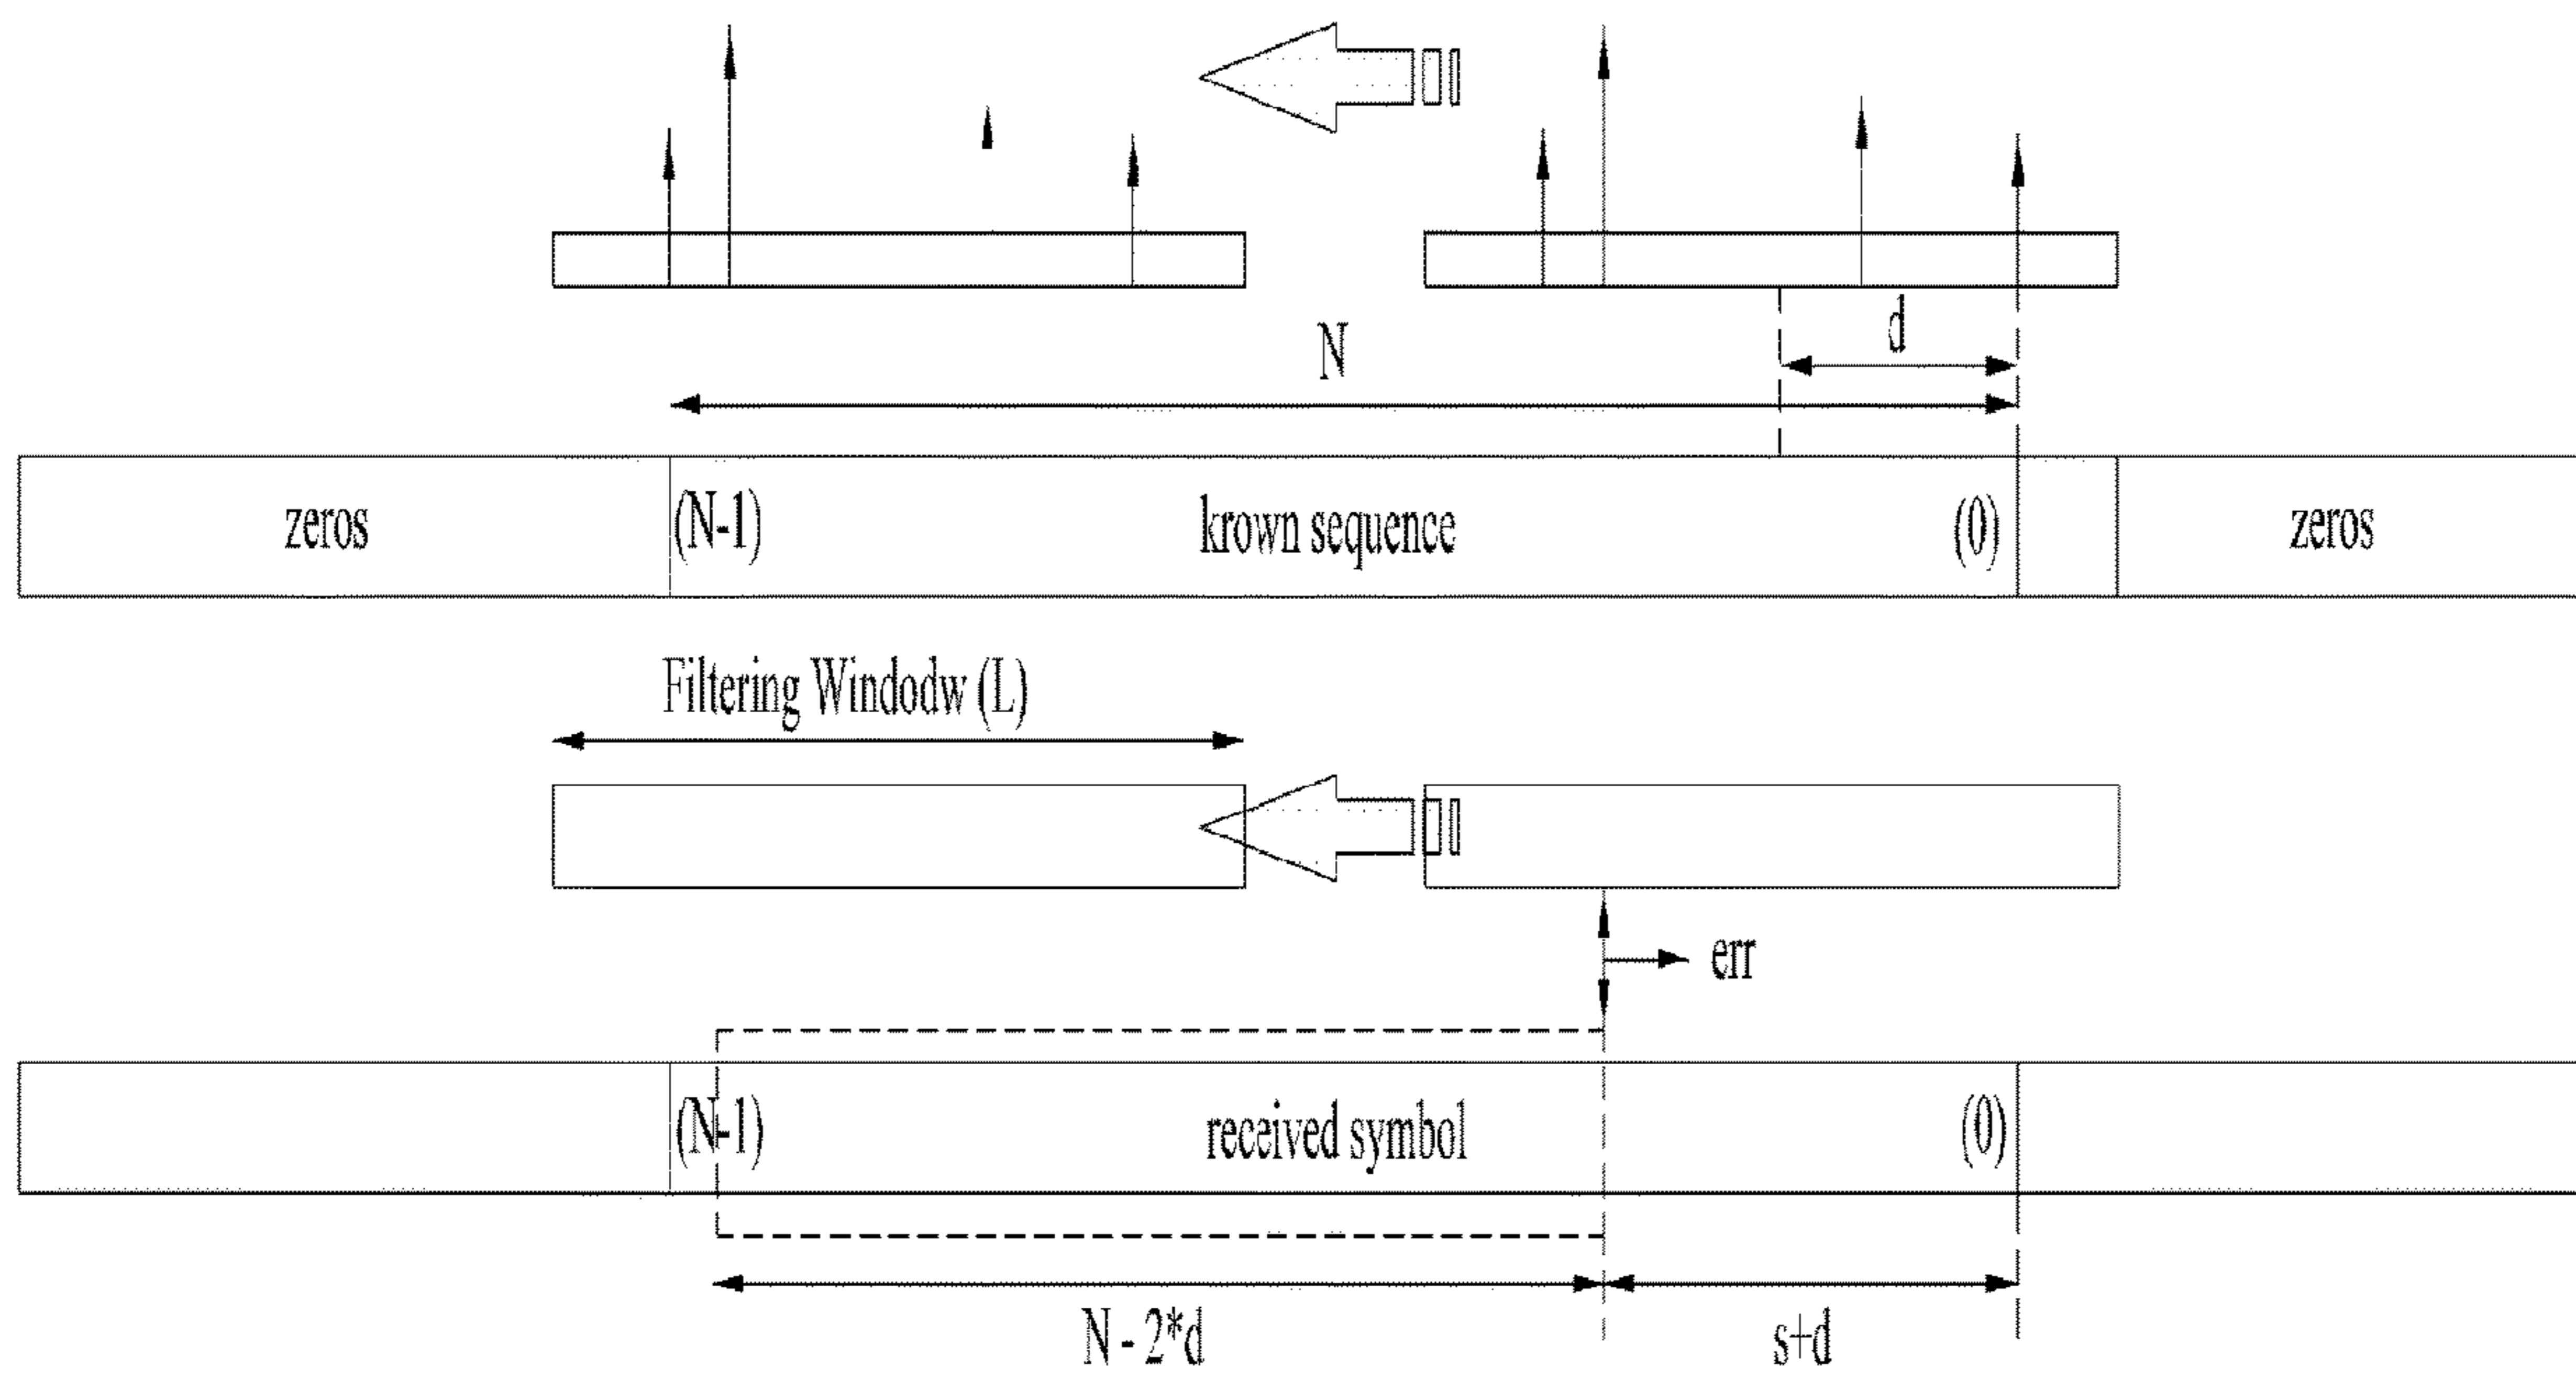 d
N
zeros
(N-1)
krown sequence
(0)
zeros
Filtering Windodw (L)
err
(N-1)
received symbol
(0)
N - 2*d
s+d